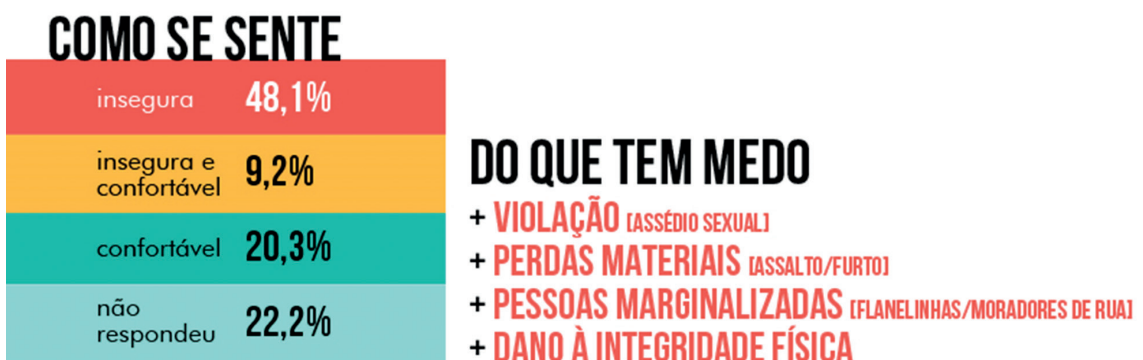 COMO SE SENTE
insegura 48,1%
insegura e
confortável 9,2%
confortável 20,3%
não
respondeu 22,2%
DO QUE TEM MEDO
+ VIOLAÇÃO [ASSÉDIO SEXUAL]
+ PERDAS MATERIAIS [ASSALTO/FURTO]
+ PESSOAS MARGINALIZADAS [FLANELINHAS/MORADORES DE RUA]
+ DANO À INTEGRIDADE FÍSICA